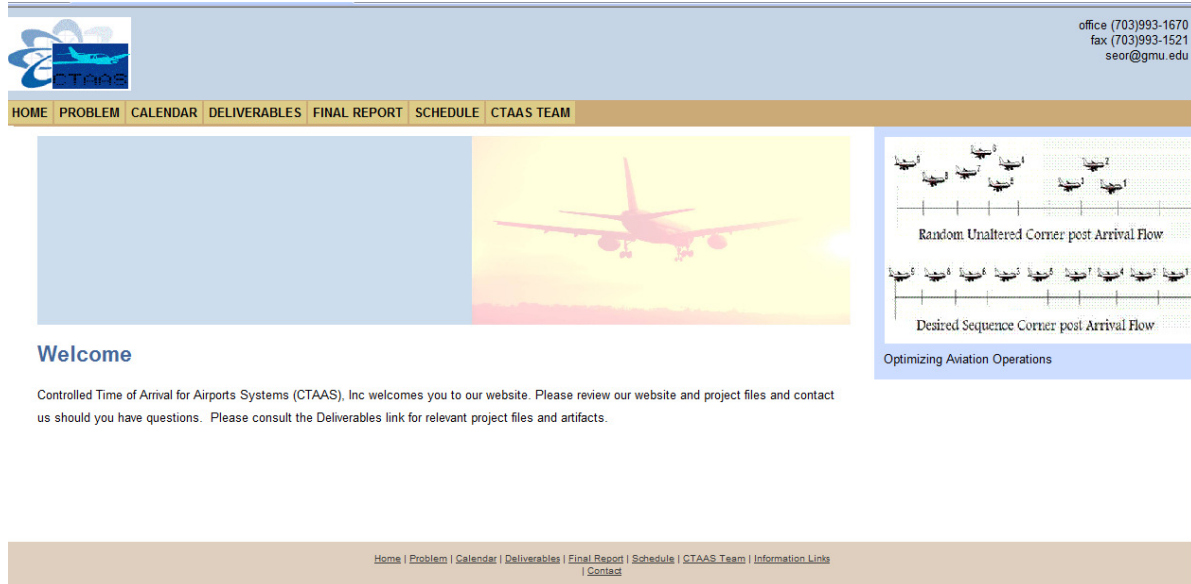 office (703)993-1670
fax (703)993-1521
seor@gmu.edu
CTAAS
HOME PROBLEM CALENDAR DELIVERABLES FINAL REPORT SCHEDULE CTAAS TEAM
Random Unaltered Corner post Arrival Flow
Desired Sequence Corner post Arrival Flow
Optimizing Aviation Operations
Welcome
Controlled Time of Arrival for Airports Systems (CTAAS), Inc welcomes you to our website. Please review our website and project files and contact
us should you have questions. Please consult the Deliverables link for relevant project files and artifacts.
Home | Problem | Calendar | Deliverables | Final Report | Schedule | CTAAS Team | Information Links
| Contact